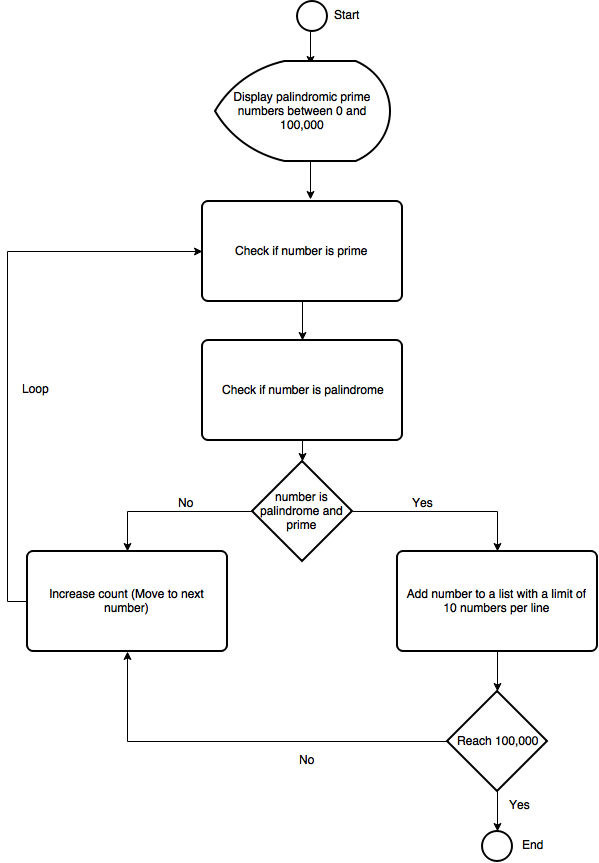 Start
Display palindromic prime
numbers between 0 and
100,000
Check if number is prime
Loop
Check if number is palindrome
number is
palindrome and
prime
No
Yes
Increase count (Move to next
number)
Add number to a list with a limit of
10 numbers per line
Reach 100,000
No
Yes
End